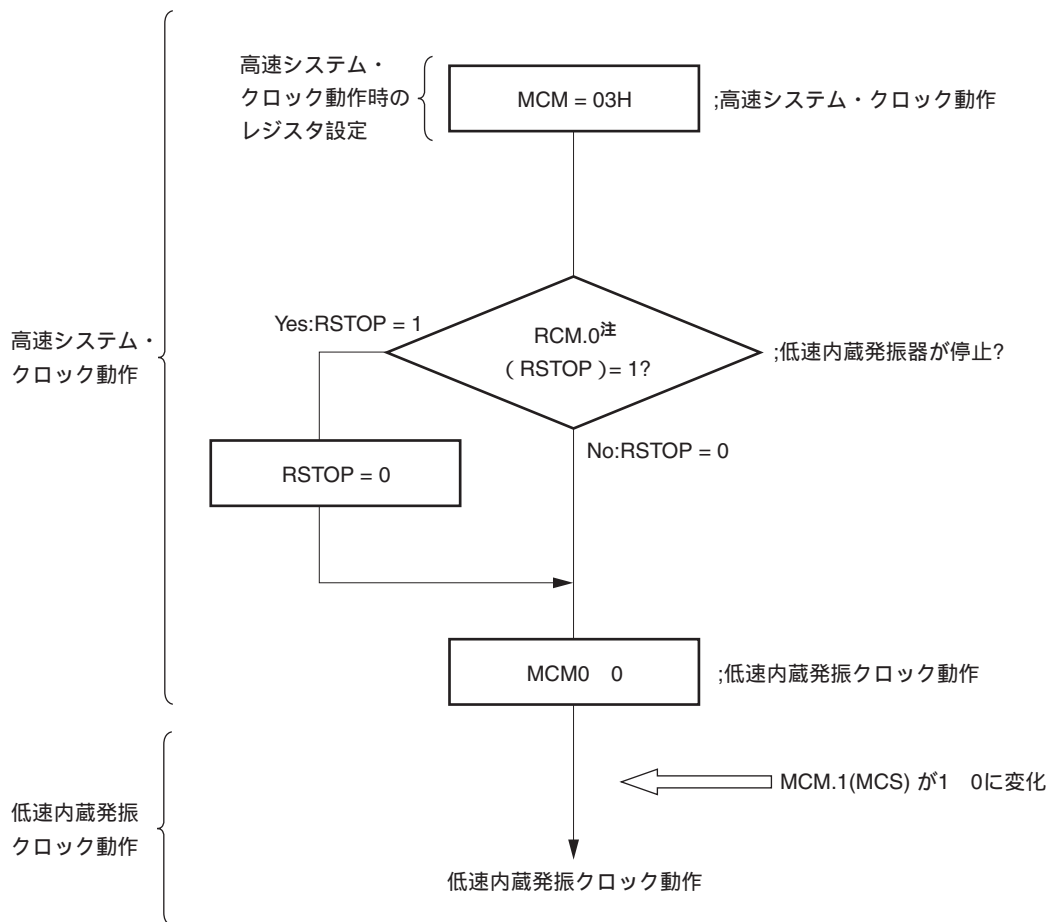 高速システム・
クロック動作時の
レジスタ設定
MCM = 03H
;高速システム・クロック動作
高速システム・
クロック動作
Yes:RSTOP = 1
RCM.0注
( RSTOP )= 1?
;低速内蔵発振器が停止?
No:RSTOP = 0
RSTOP = 0
MCM0 0
;低速内蔵発振クロック動作
MCM.1(MCS) が1 0に変化
低速内蔵発振
クロック動作
低速内蔵発振クロック動作